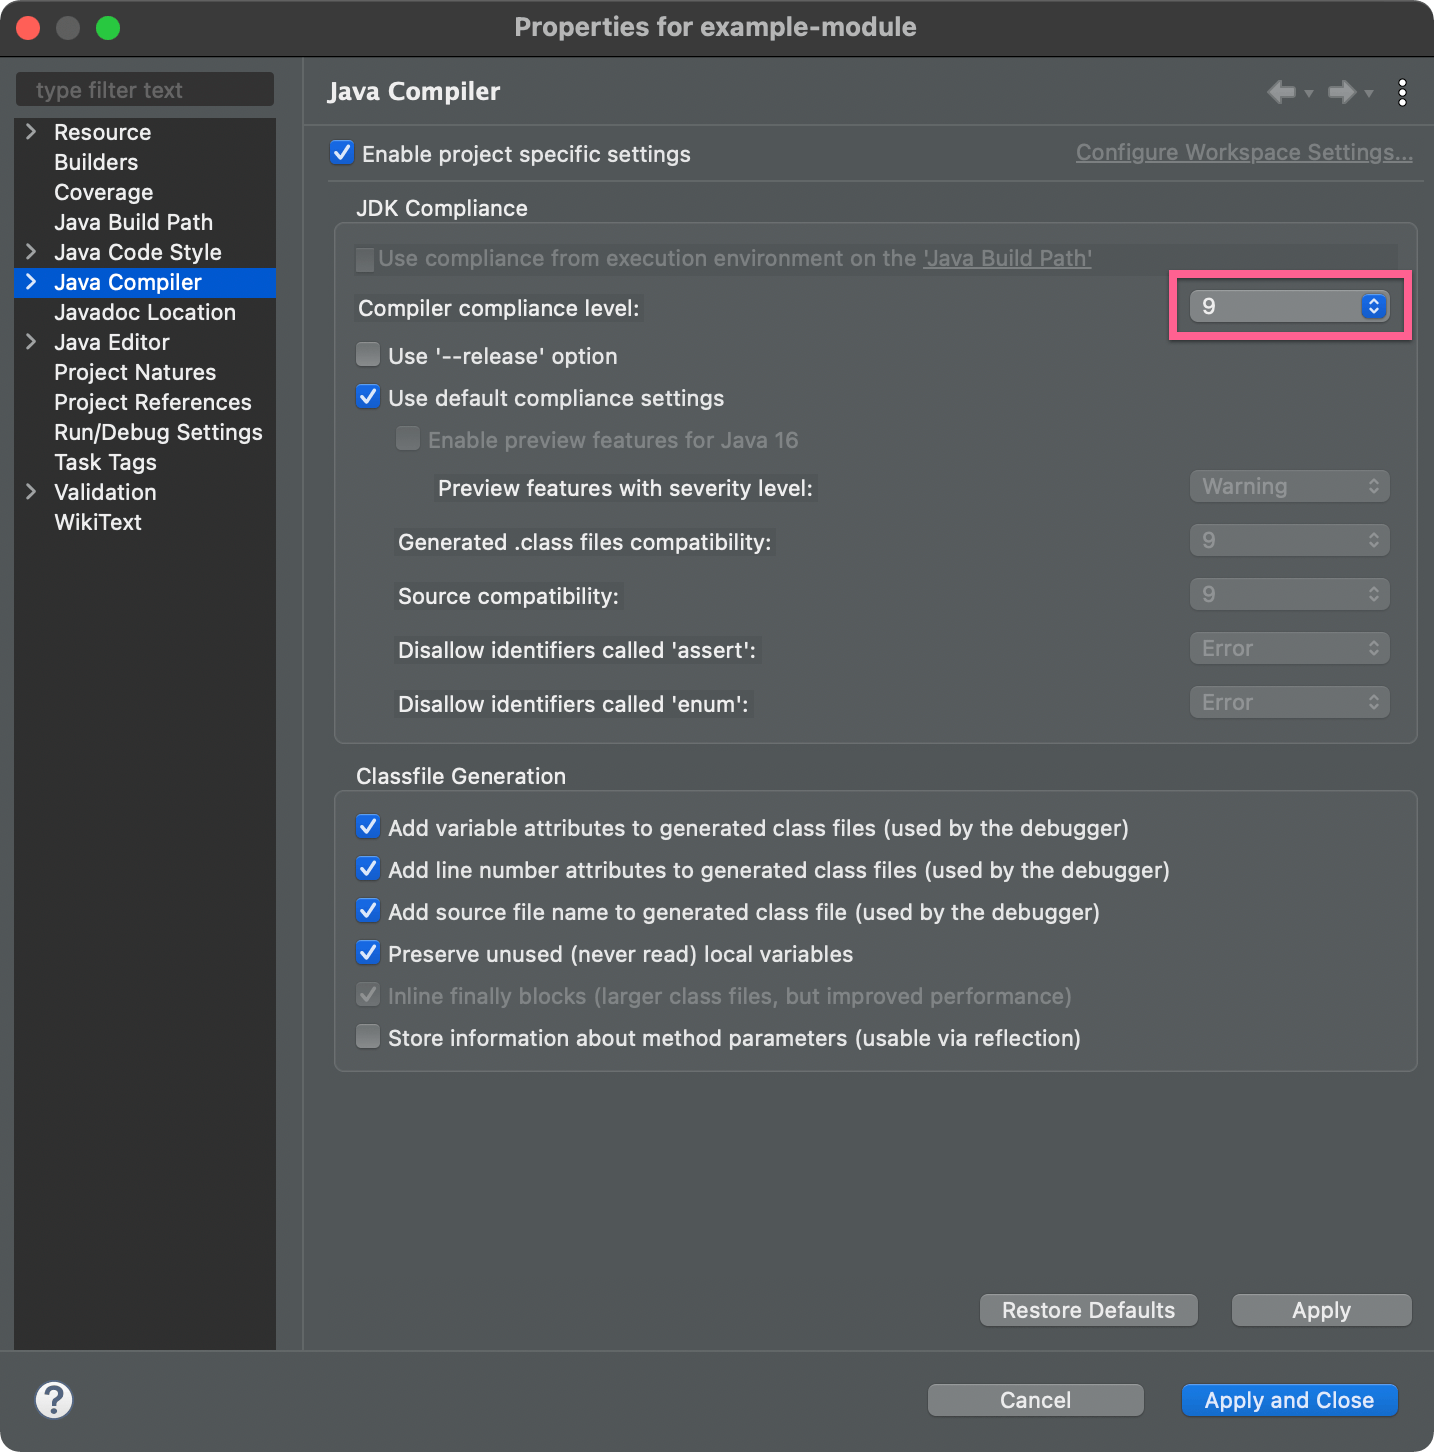 Properties for example-module
type filter text
Resource
Builders
Coverage
Java Build Path
Java Code Style
Java Compiler
Javadoc Location
Java Editor
Project Natures
Project References
Run/Debug Settings
Task Tags
Validation
WikiText
Java Compiler
Enable project specific settings
Configure Workspace Settings...
JDK Compliance
Use compliance from execution environment on the 'Java Build Path'
Compiler compliance level: 9
Use '--release' option
Use default compliance settings
Enable preview features for Java 16
Preview features with severity level: Warning
Generated .class files compatibility: 9
Source compatibility: 9
Disallow identifiers called 'assert': Error
Disallow identifiers called 'enum': Error
Classfile Generation
Add variable attributes to generated class files (used by the debugger)
Add line number attributes to generated class files (used by the debugger)
Add source file name to generated class file (used by the debugger)
Preserve unused (never read) local variables
Inline finally blocks (larger class files, but improved performance)
Store information about method parameters (usable via reflection)
Restore Defaults
Apply
?
Cancel
Apply and Close